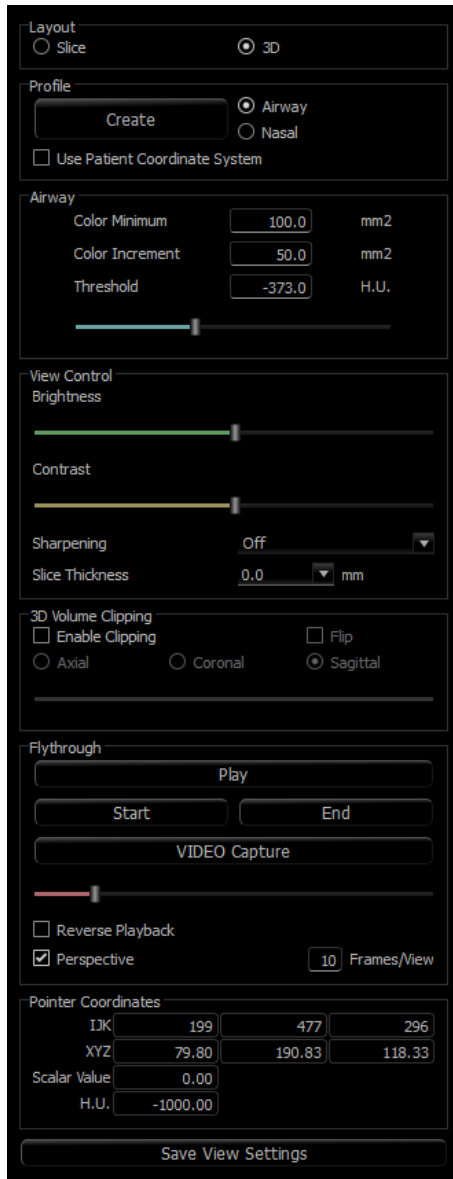 Layout
Slice 3D
Profile
Create
Airway
Nasal
Use Patient Coordinate System
Airway
Color Minimum 100.0 mm2
Color Increment 50.0 mm2
Threshold -373.0 H.U.
View Control
Brightness
Contrast
Sharpening Off
Slice Thickness 0.0 mm
3D Volume Clipping
Enable Clipping Flip
Axial Coronal Sagittal
Flythrough
Play
Start End
VIDEO Capture
Reverse Playback
Perspective 10 Frames/View
Pointer Coordinates
IJK 199 477 296
XYZ 79.80 190.83 118.33
Scalar Value 0.00
H.U. -1000.00
Save View Settings